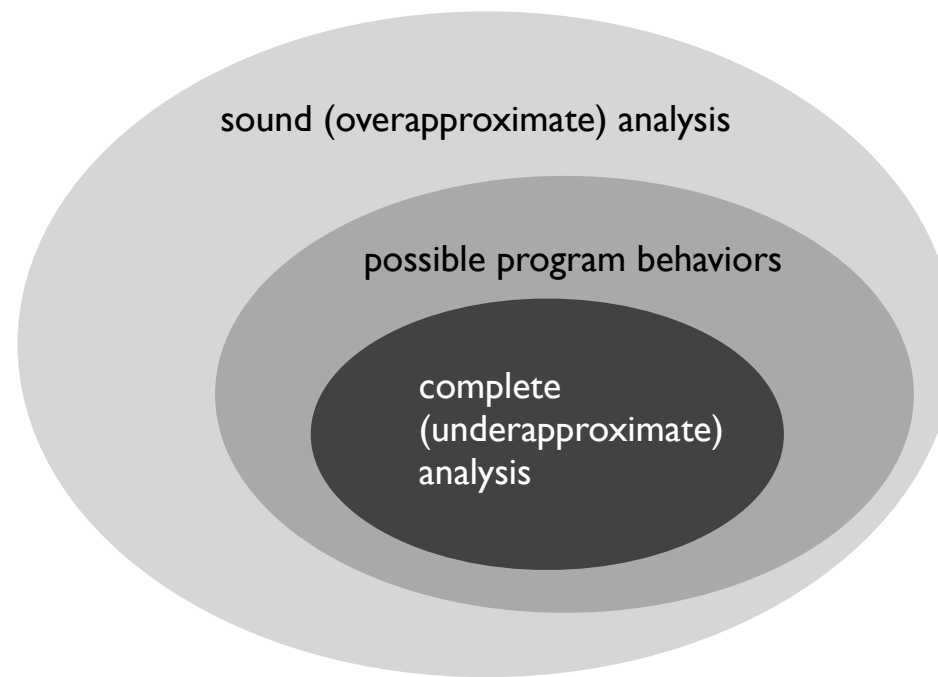 sound (overapproximate) analysis
possible program behaviors
complete
(underapproximate)
analysis